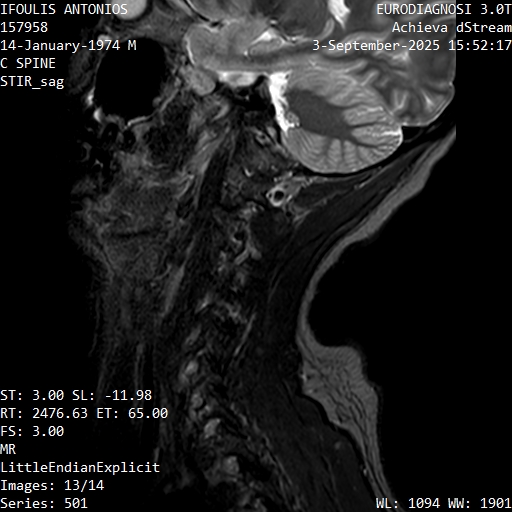 IFOULIS ANTONIOS
157958
14-January-1974 M
C SPINE
STIR_sag
EURODIAGNOSI 3.0T
Achieva dStream
3-September-2025 15:52:17
ST: 3.00 SL: -11.98
RT: 2476.63 ET: 65.00
FS: 3.00
MR
LittleEndianExplicit
Images: 13/14
Series: 501
WL: 1094 WW: 1901